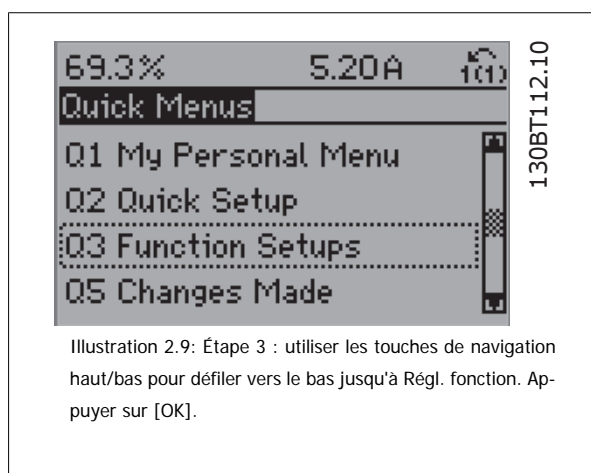 69.3% 5.20A 1(1)
Quick Menus
Q1 My Personal Menu
Q2 Quick Setup
Q3 Function Setups
Q5 Changes Made
130BT112.10
Illustration 2.9: Étape 3 : utiliser les touches de navigation
haut/bas pour défiler vers le bas jusqu'à Régl. fonction. Ap-
puyer sur [OK].